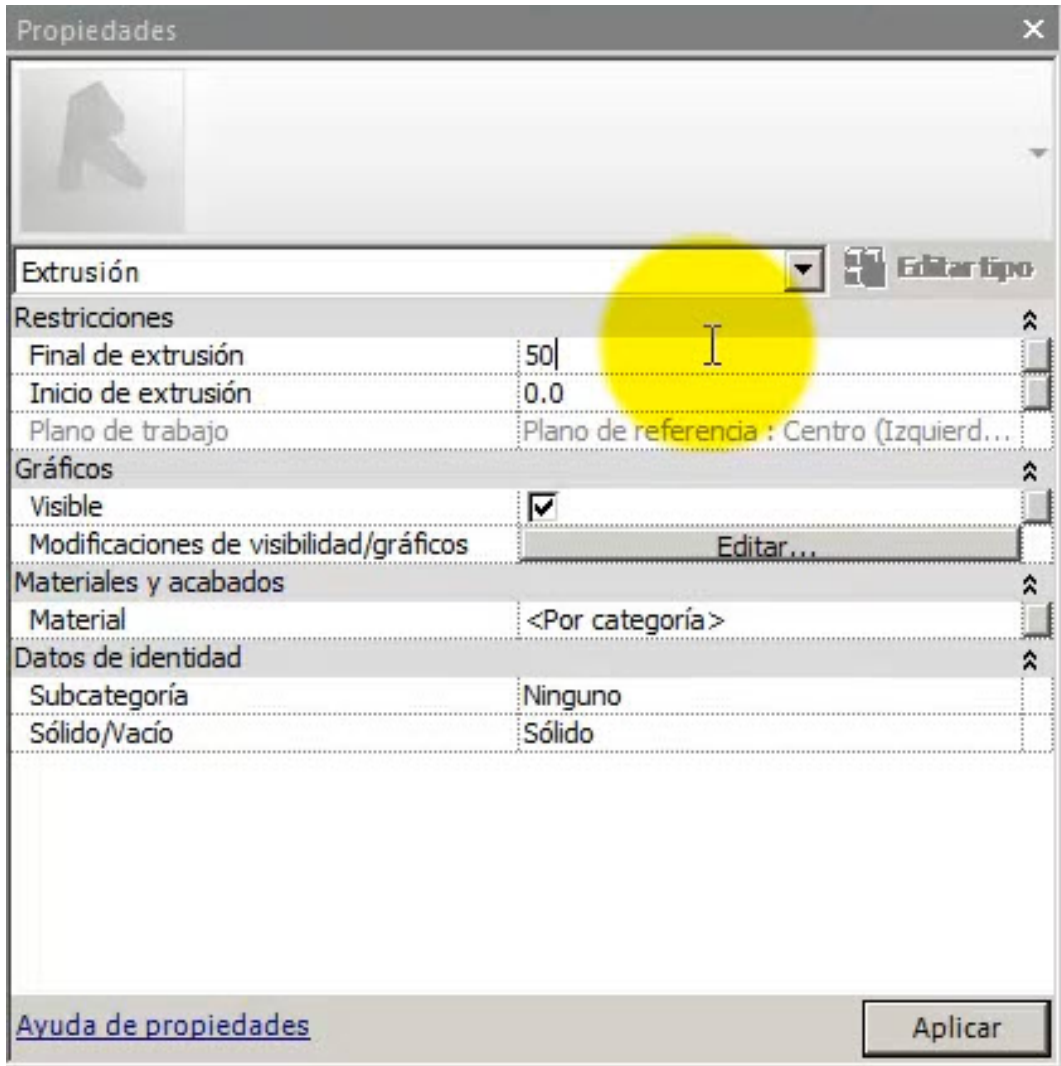 Propiedades
Extrusión
Editar tipo
Restricciones
Final de extrusión 50
Inicio de extrusión 0.0
Plano de trabajo Plano de referencia : Centro (Izquierd...
Gráficos
Visible
Modificaciones de visibilidad/gráficos Editar...
Materiales y acabados
Material <Por categoría>
Datos de identidad
Subcategoría Ninguno
Sólido/Vacío Sólido
Ayuda de propiedades
Aplicar